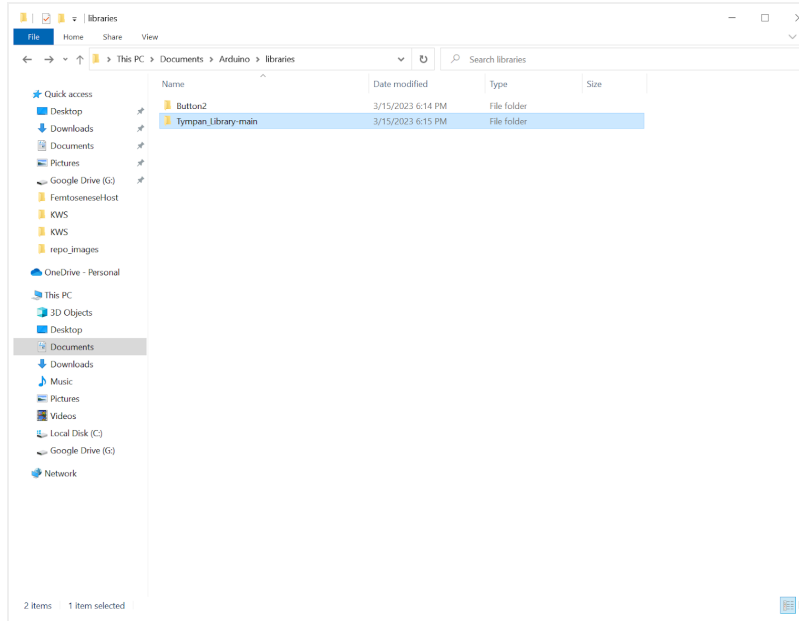 libraries
File Home Share View
This PC Documents Arduino libraries Search libraries
Name Date modified Type Size
Button2 3/15/2023 6:14 PM File folder
Tympan_Library-main 3/15/2023 6:15 PM File folder
Quick access
Desktop
Downloads
Documents
Pictures
Google Drive (G:)
FemtoseneseHost
KWS
KWS
repo_images
OneDrive - Personal
This PC
3D Objects
Desktop
Documents
Downloads
Music
Pictures
Videos
Local Disk (C:)
Google Drive (G:)
Network
2 items 1 item selected